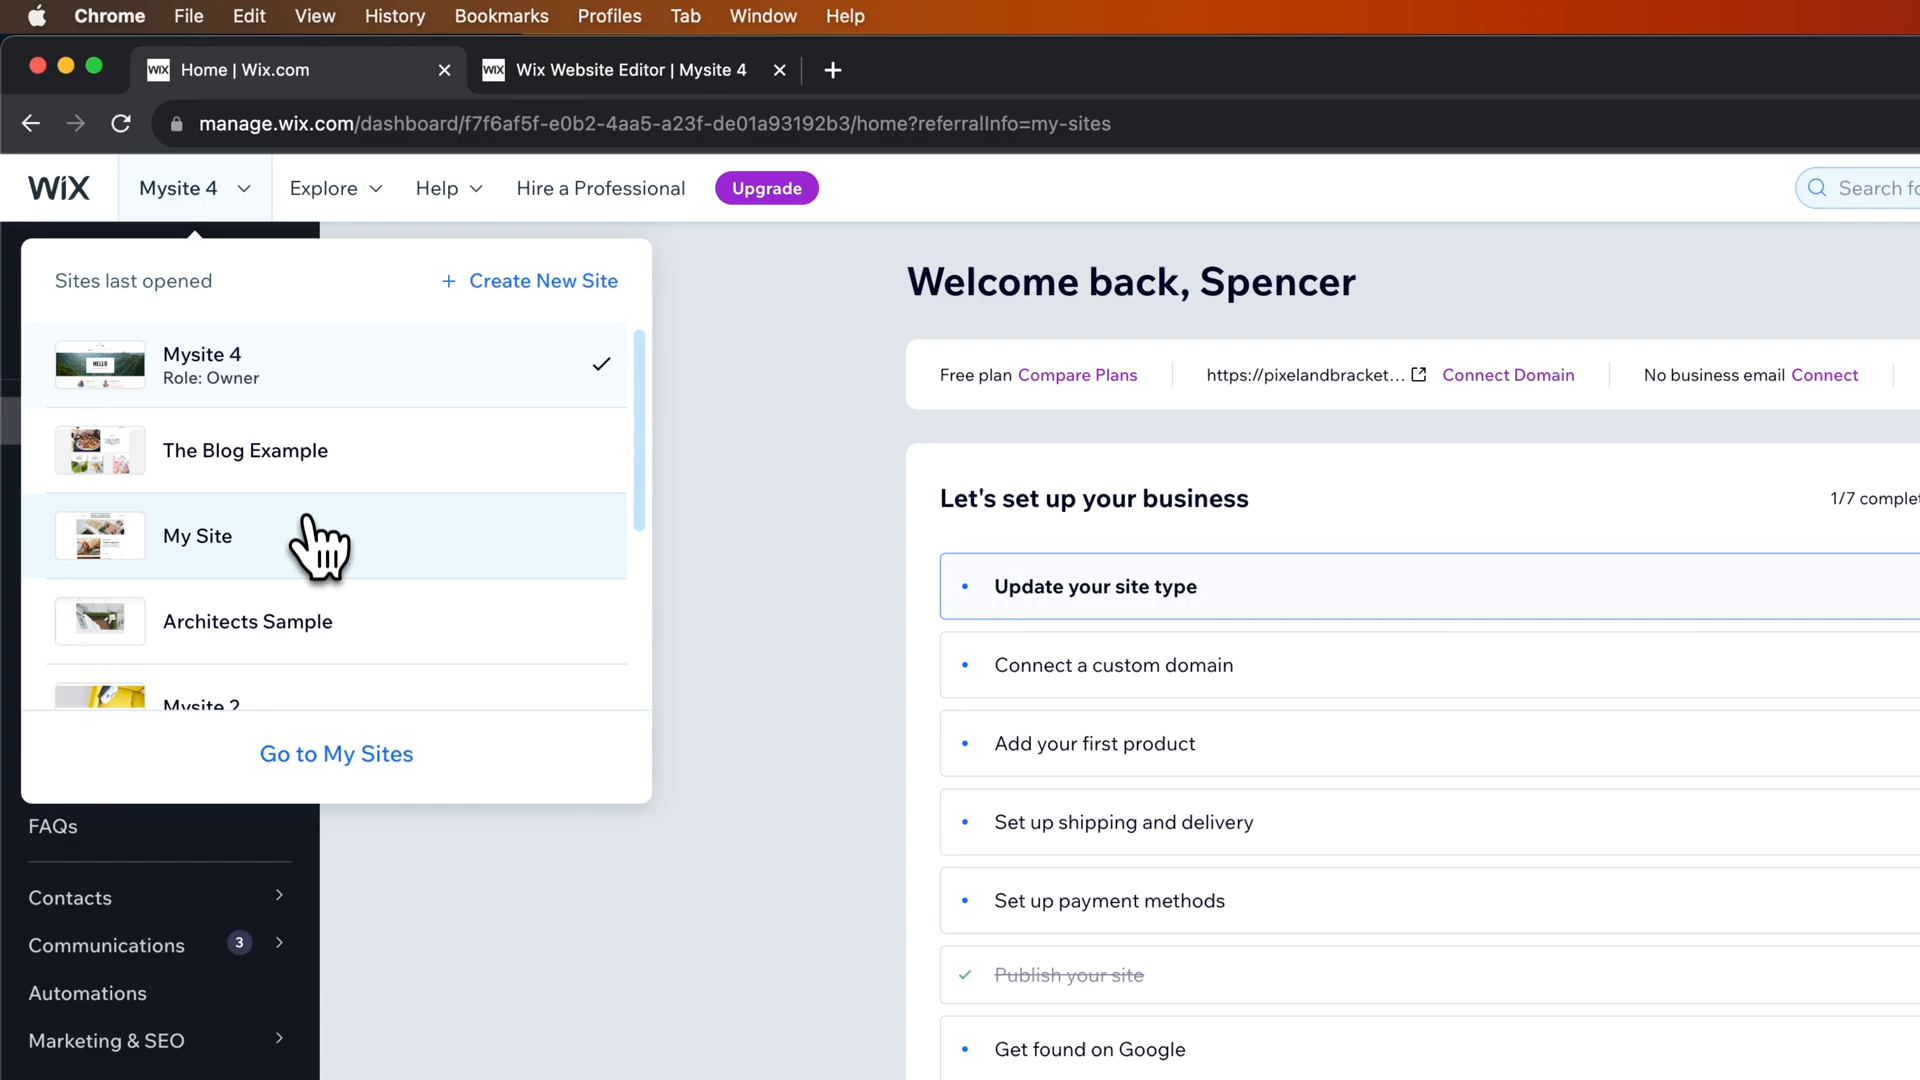 Chrome File Edit View History Bookmarks Profiles Tab Window Help
WIX Home | Wix.com WIX Wix Website Editor | Mysite 4
manage.wix.com/dashboard/f7f6af5f-e0b2-4aa5-a23f-de01a93192b3/home?referralInfo=my-sites
WIX Mysite 4 Explore Help Hire a Professional Upgrade Search fo
Sites last opened + Create New Site
HELLO
Mysite 4
Role: Owner
The Blog Example
My Site
Architects Sample
Mysite 2
Go to My Sites
FAQs
Contacts
Communications 3
Automations
Marketing & SEO
Welcome back, Spencer
Free plan Compare Plans https://pixelandbracket... Connect Domain No business email Connect
Let's set up your business 1/7 complet
Update your site type
Connect a custom domain
Add your first product
Set up shipping and delivery
Set up payment methods
Publish your site
Get found on Google